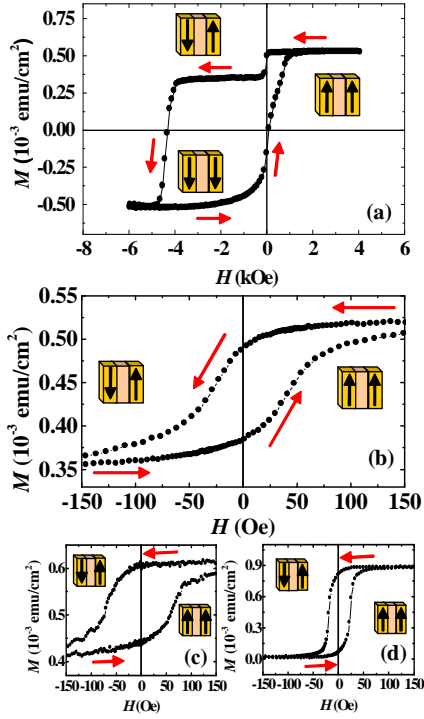 0.50
0.25
0.00
-0.25
-0.50
M (10⁻³ emu/cm²)
-8 -6 -4 -2 0 2 4 6
H (kOe)
(a)
0.55
0.50
0.45
0.40
0.35
M (10⁻³ emu/cm²)
-150 -100 -50 0 50 100 150
H (Oe)
(b)
0.6
0.5
0.4
M (10⁻³ emu/cm²)
-150 -100 -50 0 50 100 150
H (Oe)
(c)
0.9
0.6
0.3
0.0
M (10⁻³ emu/cm²)
-150 -100 -50 0 50 100 150
H (Oe)
(d)